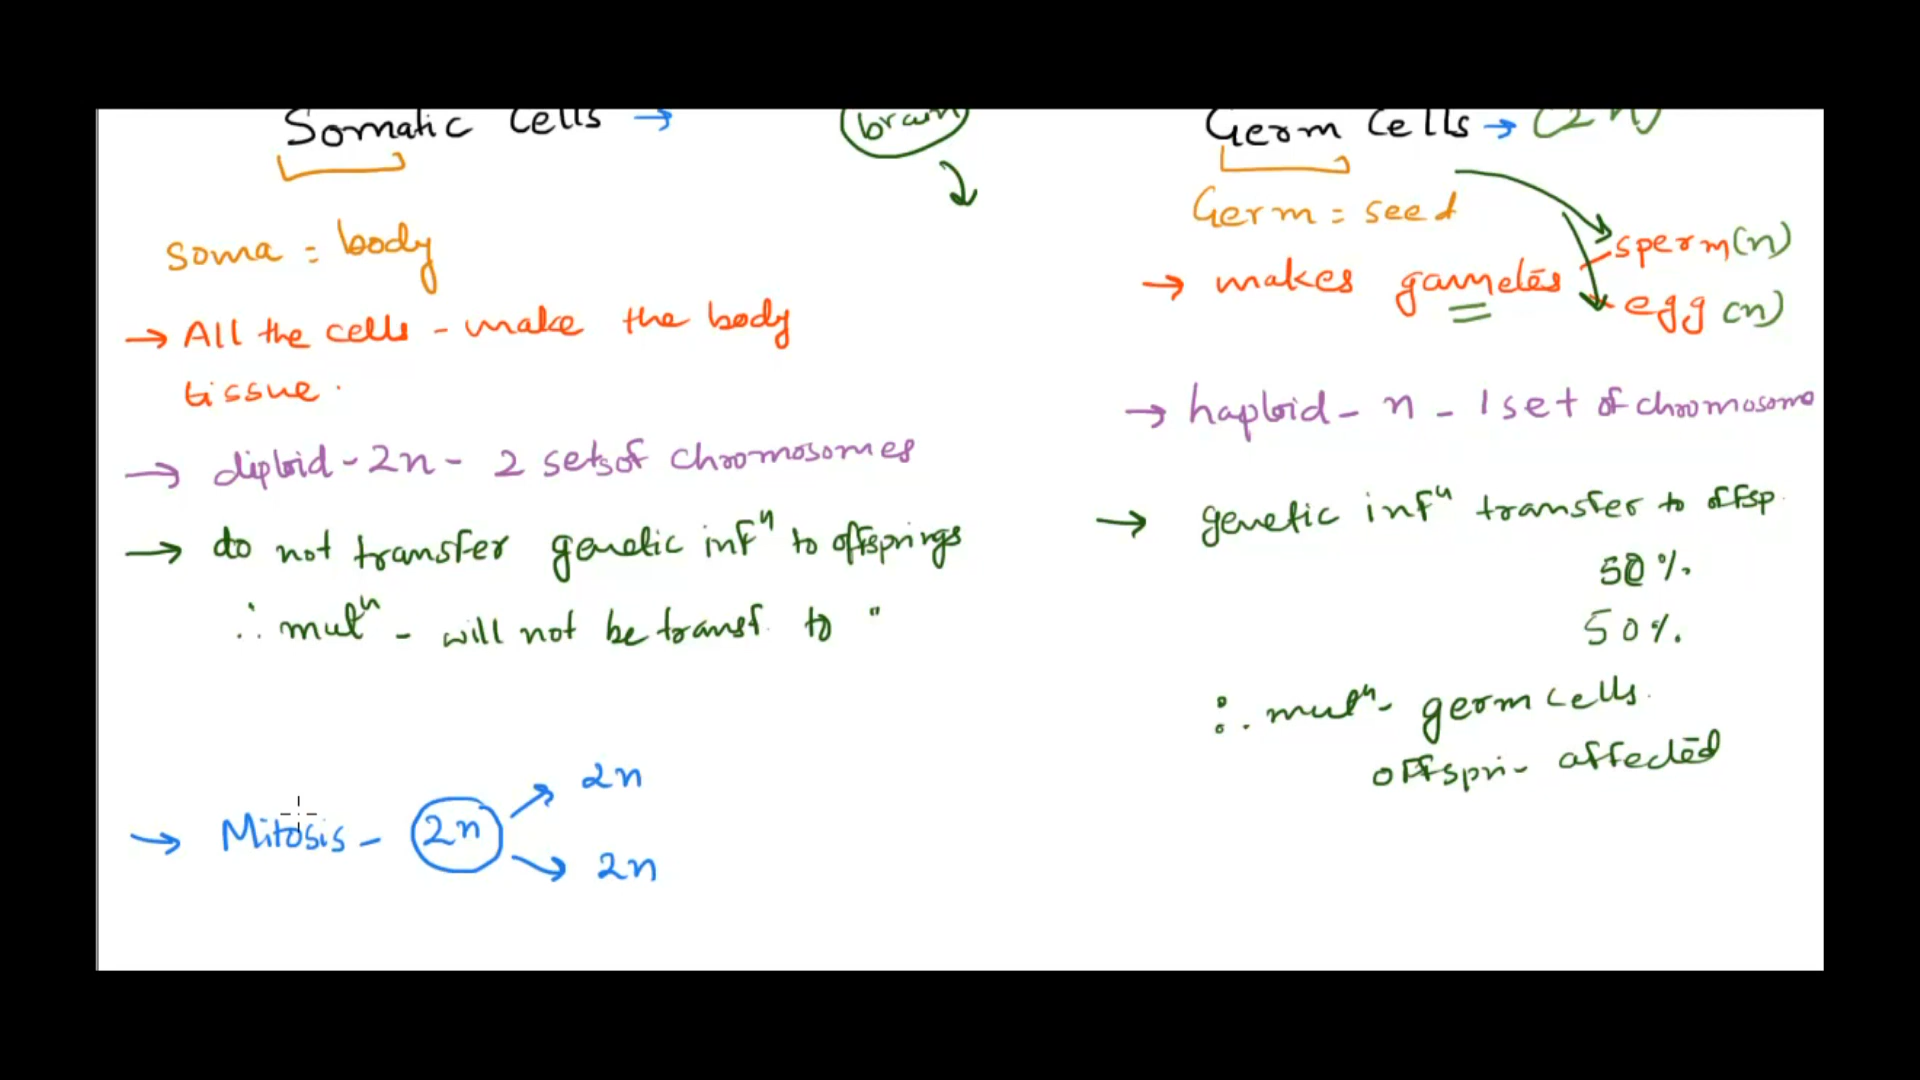 Somatic Cells →
brain
soma = body
→ All the cells - make the body
tissue.
→ diploid - 2n - 2 sets of chromosomes
→ do not transfer genetic infⁿ to offsprings
∴ mutⁿ - will not be transf. to "
→ Mitosis - 2n
2n
2n
Germ Cells → (2n)
Germ = seed
→ makes gametes
sperm (n)
egg (n)
→ haploid - n - 1 set of chromosome
→ genetic infⁿ transfer to offsp.
50 %.
50 %.
∴ mutⁿ- germ cells.
offspri- affected